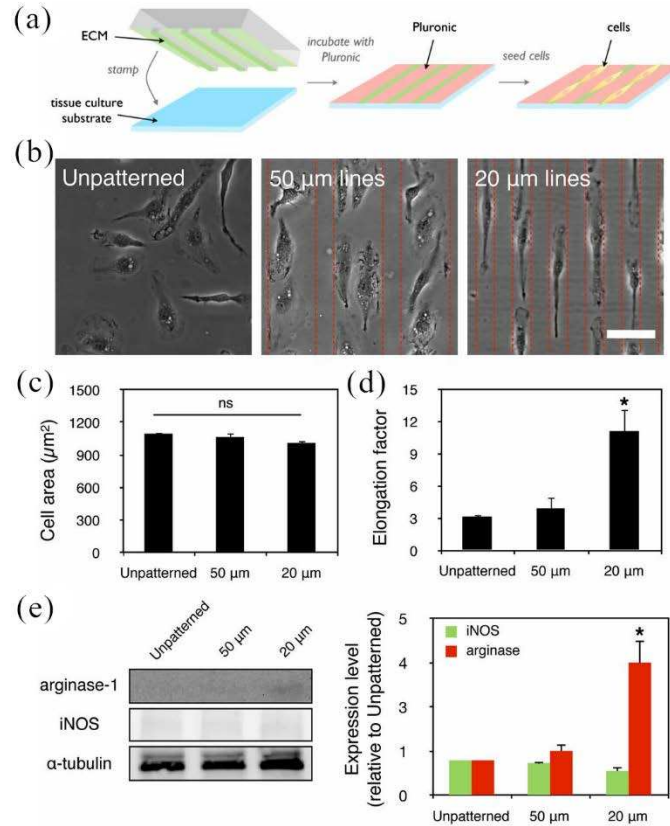 (a)
ECM
stamp
tissue culture
substrate
incubate with
Pluronic
Pluronic
seed cells
cells
(b)
Unpatterned
50 µm lines
20 µm lines
(c)
Cell area (µm²)
1500
1200
900
600
300
0
ns
Unpatterned
50 µm
20 µm
(d)
Elongation factor
15
12
9
6
3
0
*
Unpatterned
50 µm
20 µm
(e)
Unpatterned
50 µm
20 µm
arginase-1
iNOS
α-tubulin
Expression level
(relative to Unpatterned)
5
4
3
1
0
iNOS
arginase
*
Unpatterned
50 µm
20 µm